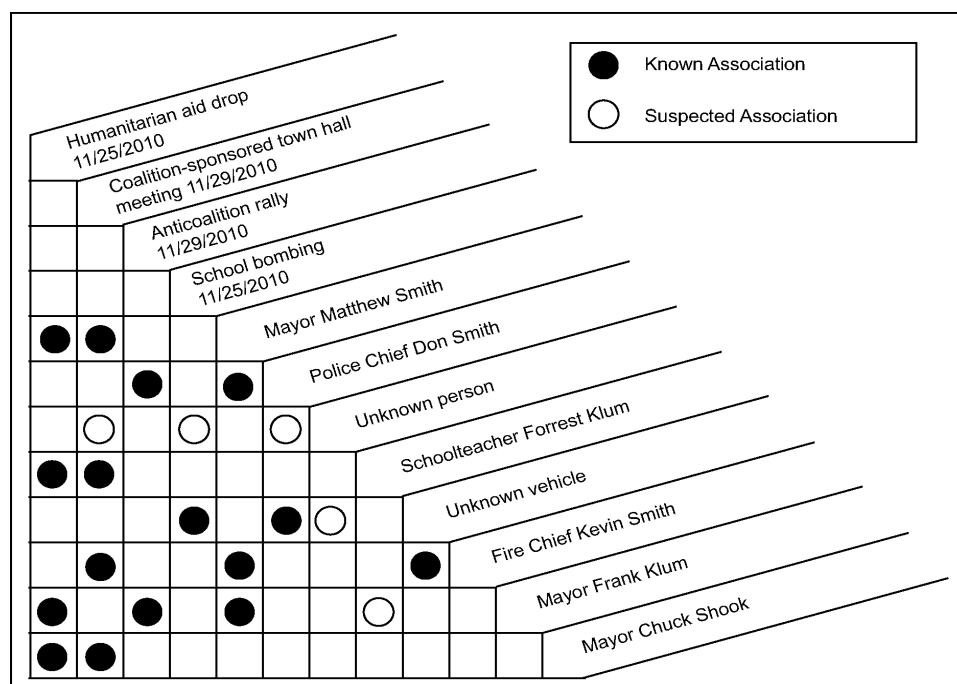 Known Association
Suspected Association
Humanitarian aid drop
11/25/2010
Coalition-sponsored town hall
meeting 11/29/2010
Anticoalition rally
11/29/2010
School bombing
11/25/2010
Mayor Matthew Smith
Police Chief Don Smith
Unknown person
Schoolteacher Forrest Klum
Unknown vehicle
Fire Chief Kevin Smith
Mayor Frank Klum
Mayor Chuck Shook